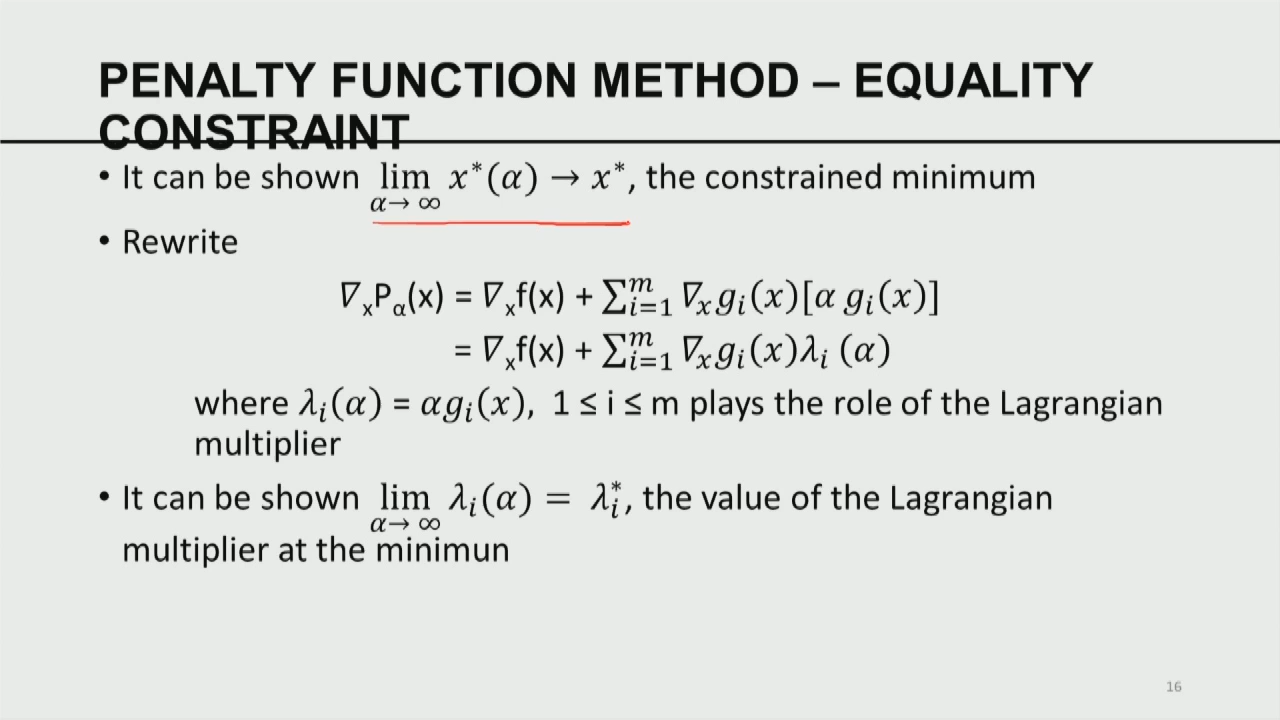 PENALTY FUNCTION METHOD – EQUALITY
CONSTRAINT
• It can be shown lim x*(α) → x*, the constrained minimum
α→ ∞
• Rewrite
∇ₓPα(x) = ∇ₓf(x) + ∑ᵢ₌₁ᵐ ∇ₓgᵢ(x)[α gᵢ(x)]
= ∇ₓf(x) + ∑ᵢ₌₁ᵐ ∇ₓgᵢ(x)λᵢ (α)
where λᵢ(α) = αgᵢ(x), 1 ≤ i ≤ m plays the role of the Lagrangian
multiplier
• It can be shown lim λᵢ(α) = λᵢ*, the value of the Lagrangian
α→ ∞
multiplier at the minimun
16